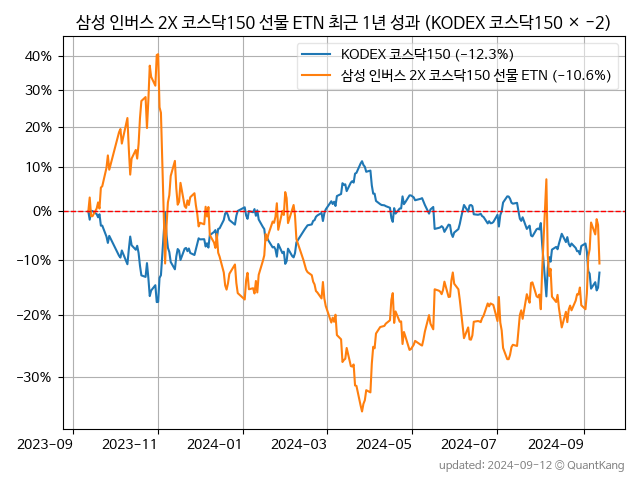 삼성 인버스 2X 코스닥150 선물 ETN 최근 1년 성과 (KODEX 코스닥150 × −2)
KODEX 코스닥150 (−12.3%)
삼성 인버스 2X 코스닥150 선물 ETN (−10.6%)
40%
30%
20%
10%
0%
−10%
−20%
−30%
2023-09 2023-11 2024-01 2024-03 2024-05 2024-07 2024-09
updated: 2024-09-12 © QuantKang